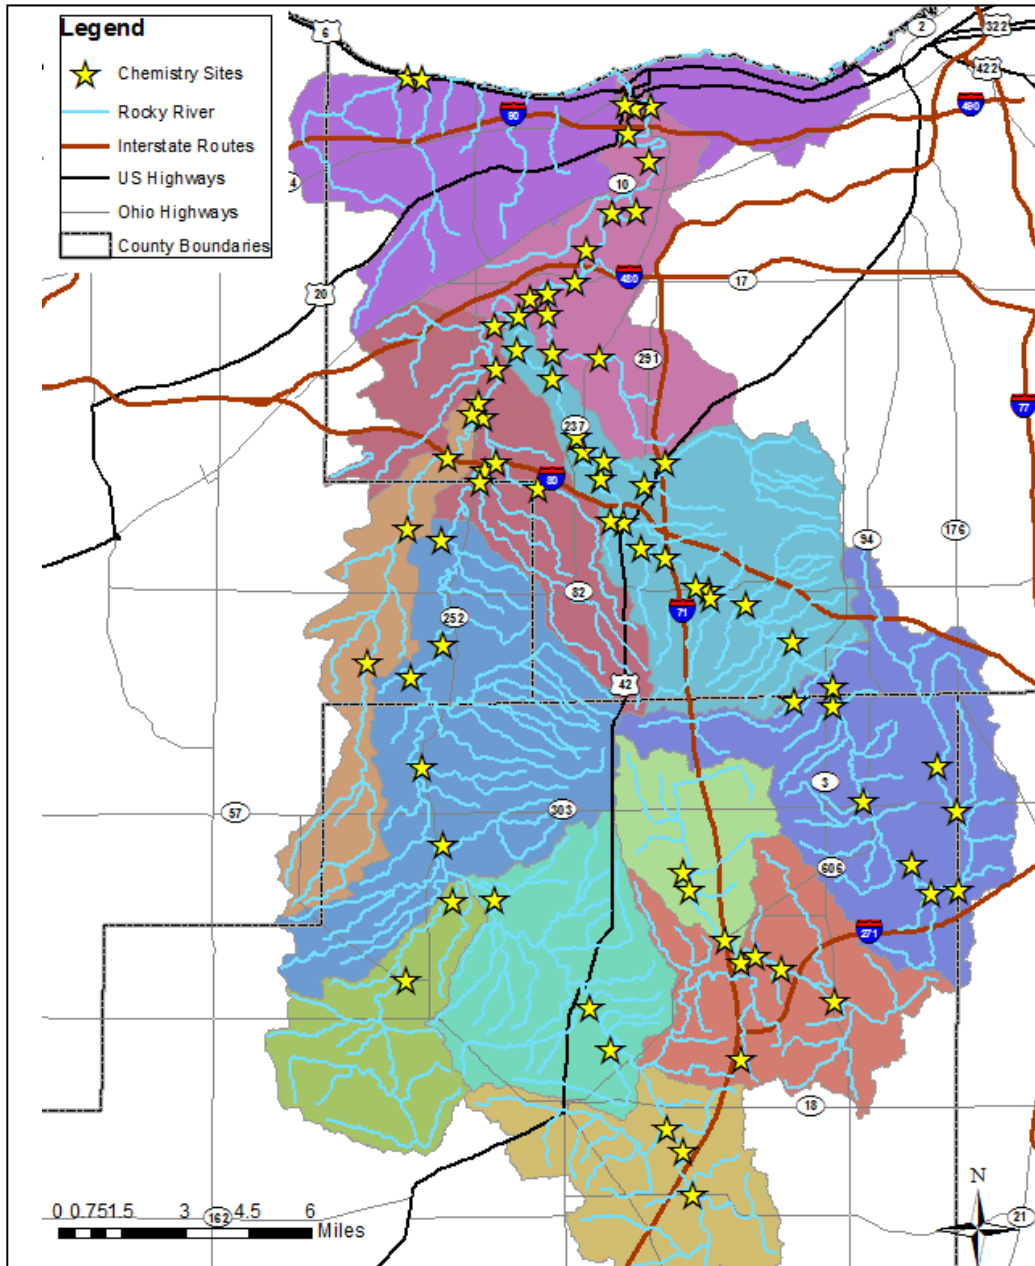 Legend
Chemistry Sites
Rocky River
Interstate Routes
US Highways
Ohio Highways
County Boundaries
6
2
322
422
80
480
4
10
20
480
17
291
77
237
80
94
176
82
252
71
42
3
57
303
606
271
18
162
21
N
0 0.751.5 3 4.5 6
Miles